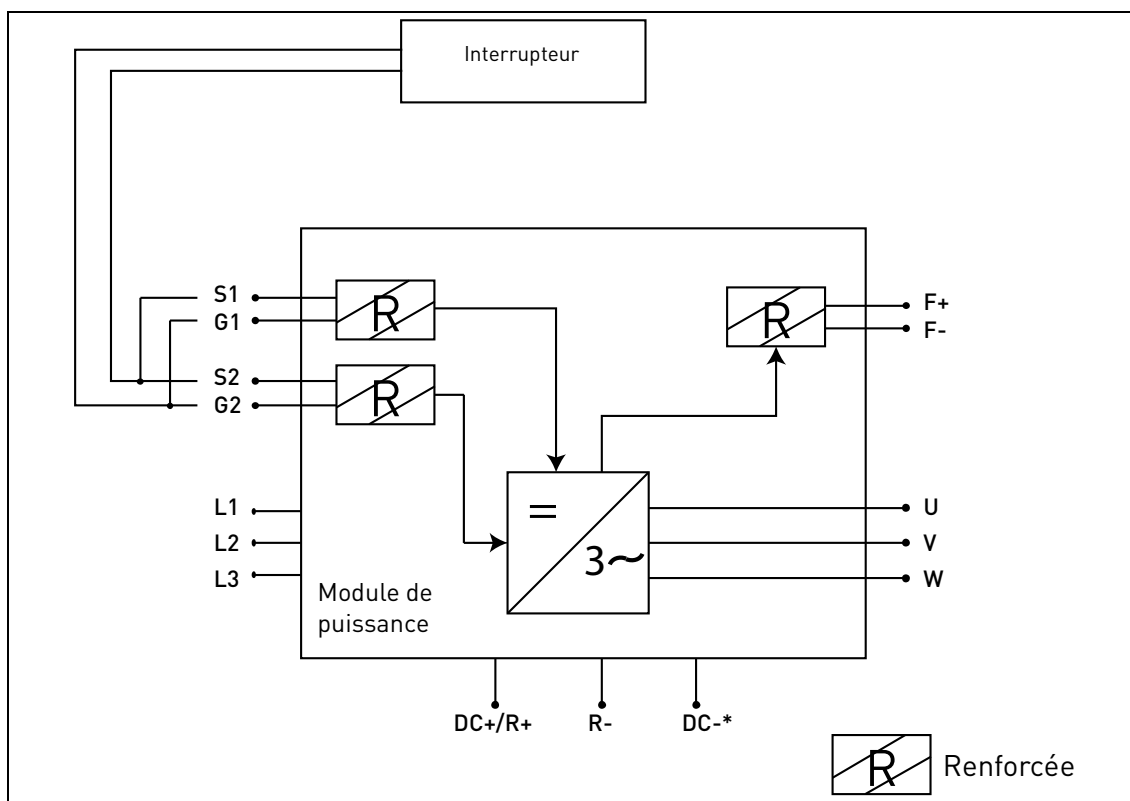 Interrupteur
S1
G1
S2
G2
R
R
R
F+
F-
L1
L2
L3
=
3~
U
V
W
Module de
puissance
DC+/R+
R-
DC-*
R
Renforcée